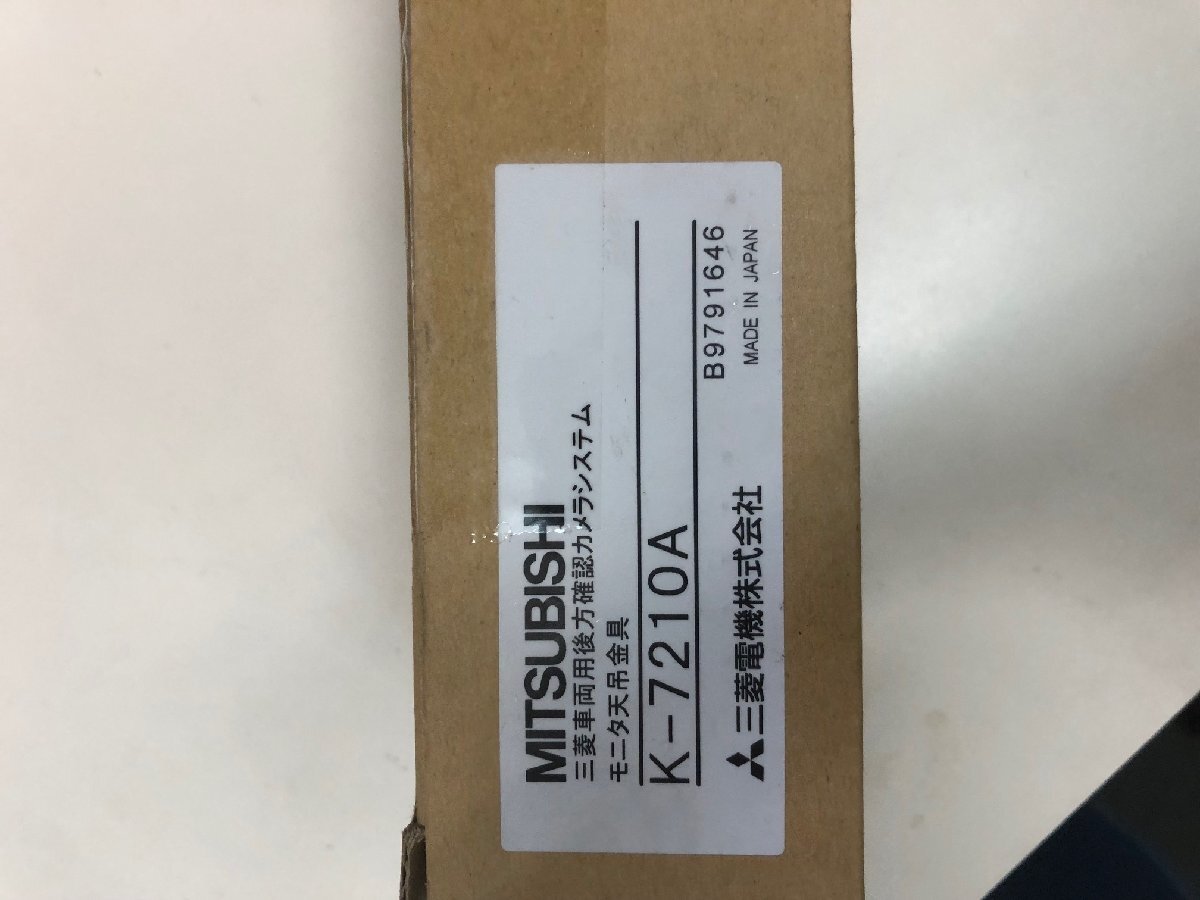 MITSUBISHI
三菱車両用後方確認カメラシステム
モニタ天吊金具
K-7210A
B9791646
三菱電機株式会社
MADE IN JAPAN